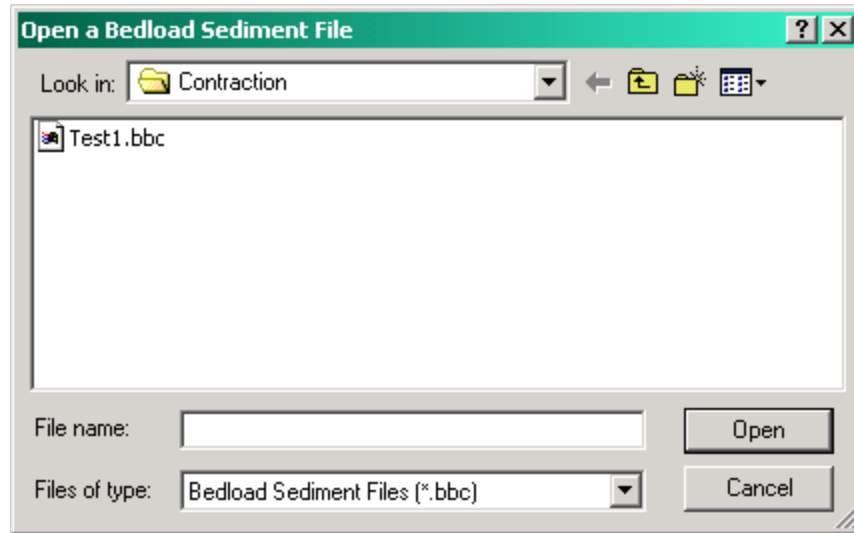 Open a Bedload Sediment File
Look in: Contraction
Test1.bbc
File name: Open
Files of type: Bedload Sediment Files (*.bbc) Cancel